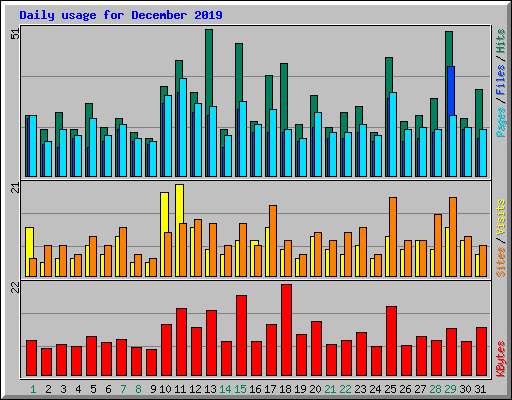 Daily usage for December 2019
51
Pages / Files / Hits
21
Sites / Visits
22
KBytes
1 2 3 4 5 6 7 8 9 10 11 12 13 14 15 16 17 18 19 20 21 22 23 24 25 26 27 28 29 30 31